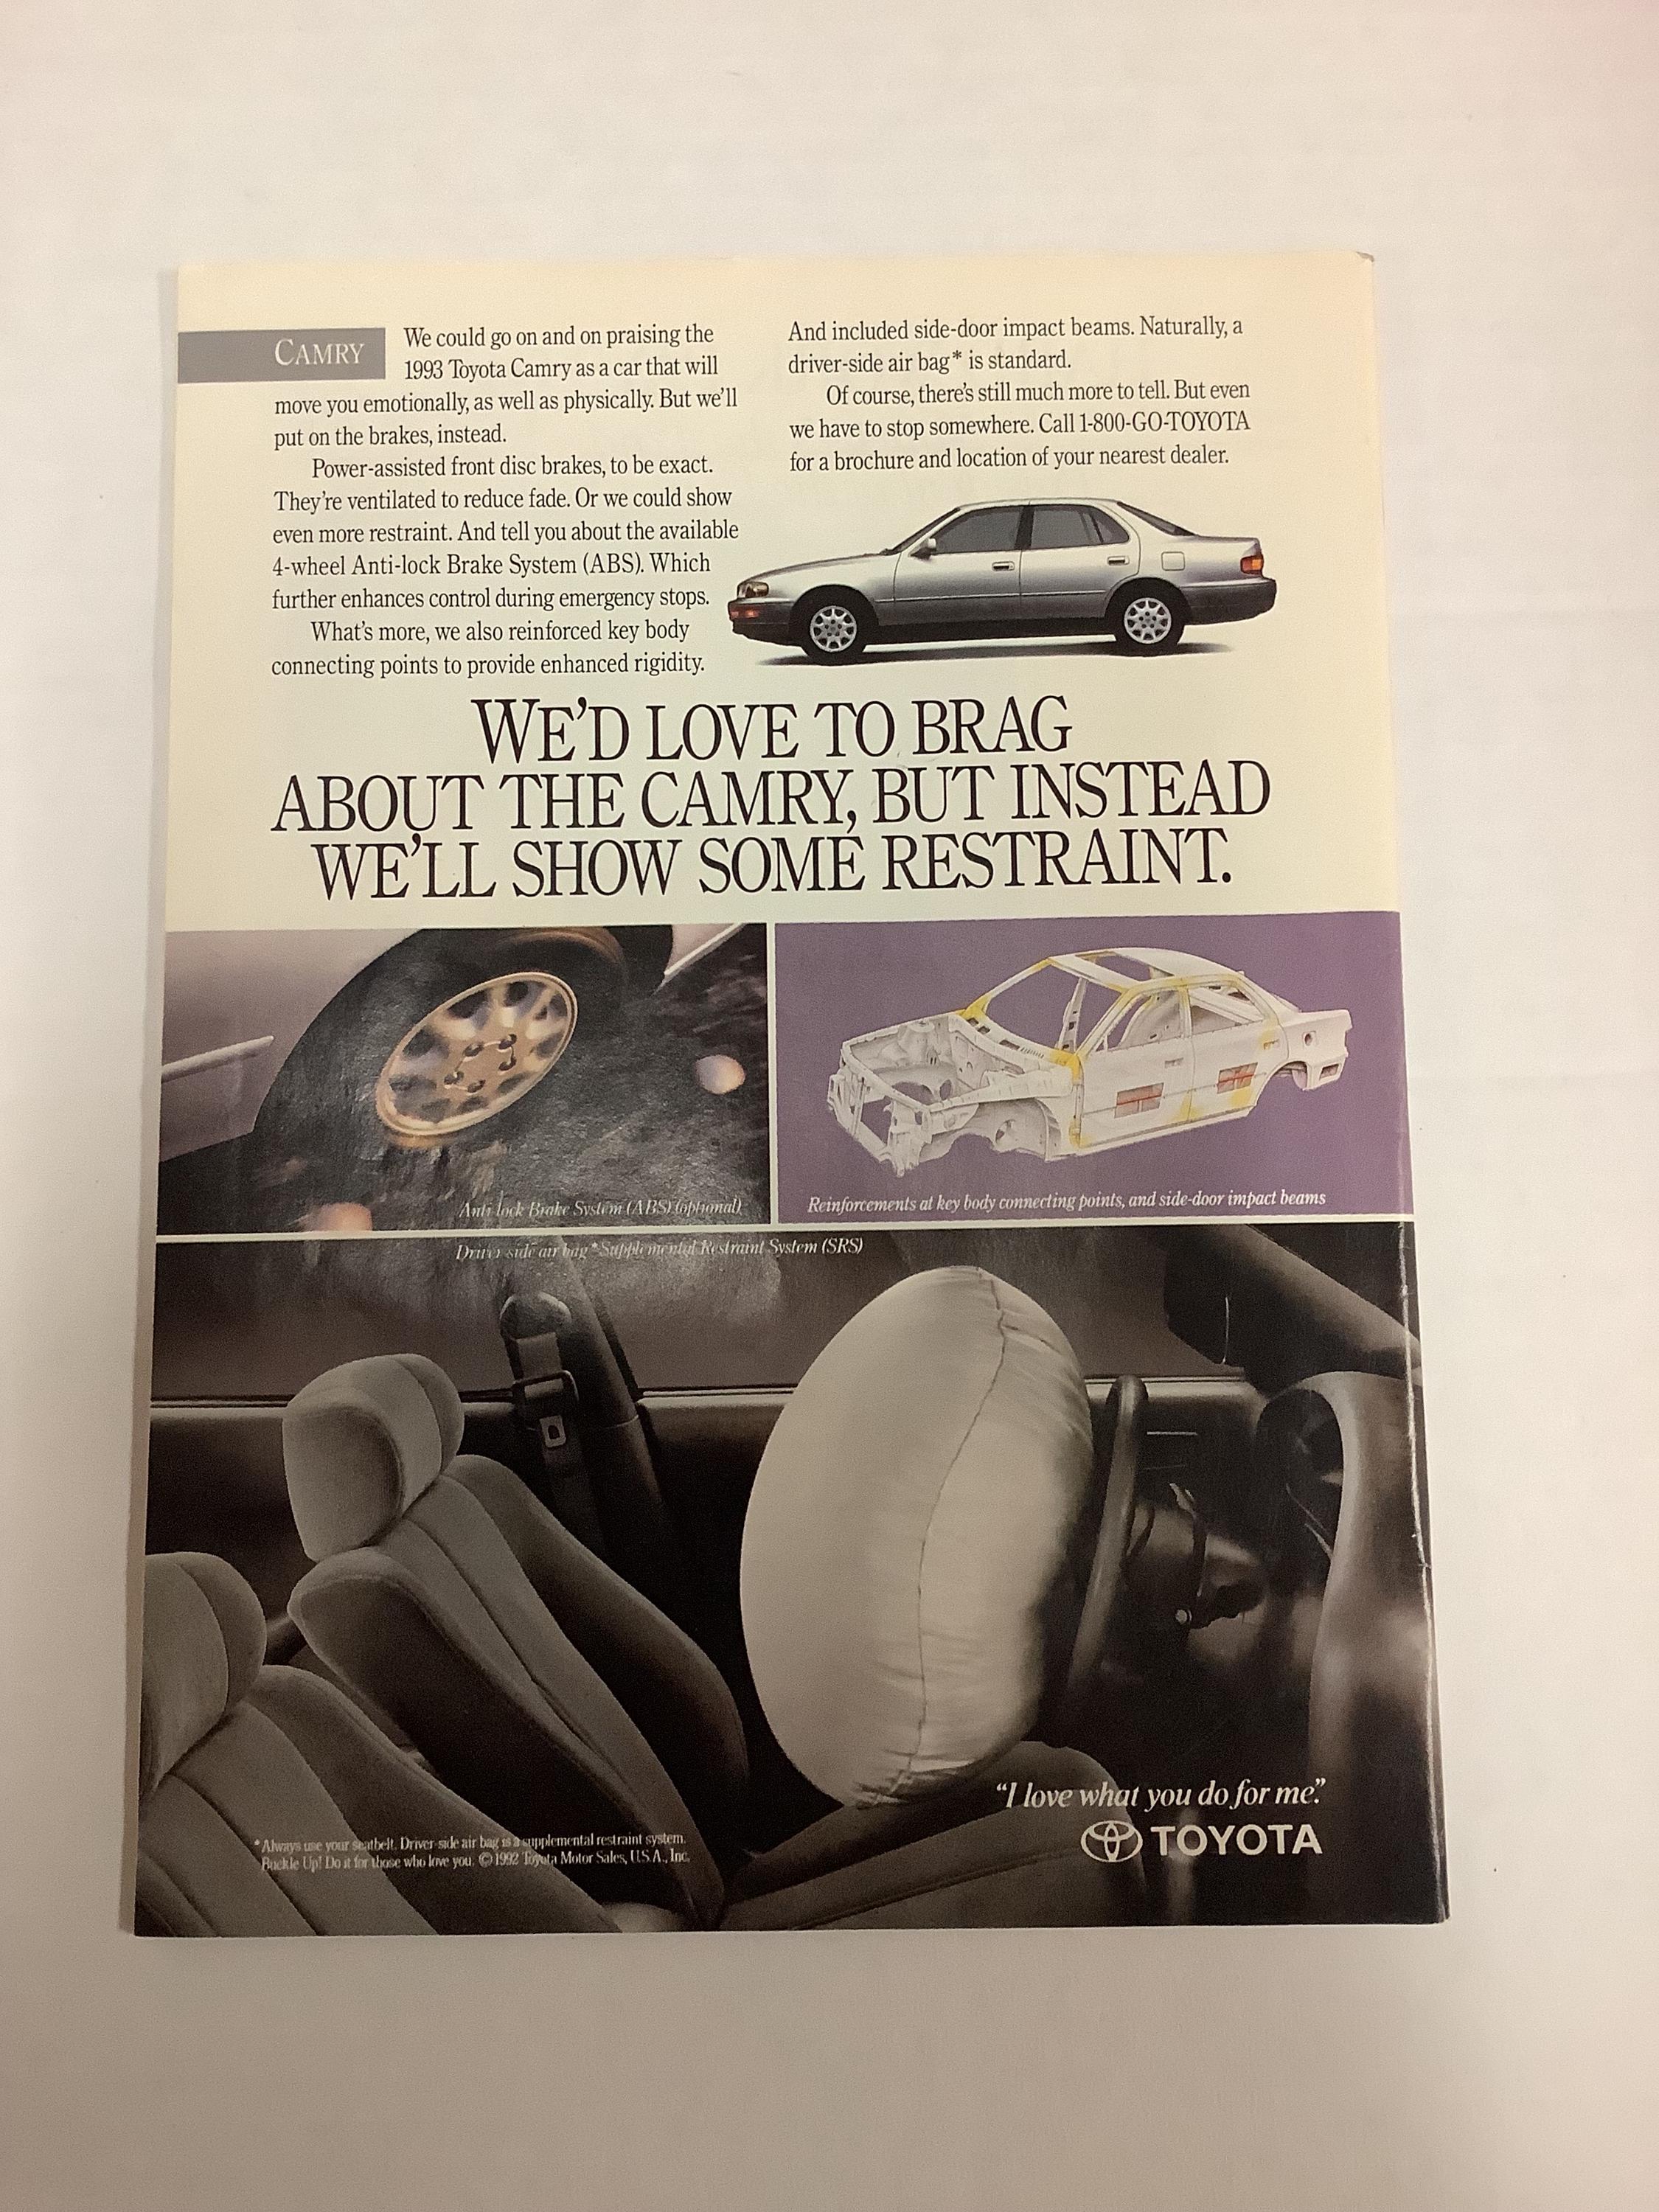 CAMRY
We could go on and on praising the
1993 Toyota Camry as a car that will
move you emotionally, as well as physically. But we'll
put on the brakes, instead.
Power-assisted front disc brakes, to be exact.
They're ventilated to reduce fade. Or we could show
even more restraint. And tell you about the available
4-wheel Anti-lock Brake System (ABS). Which
further enhances control during emergency stops.
What's more, we also reinforced key body
connecting points to provide enhanced rigidity.
And included side-door impact beams. Naturally, a
driver-side air bag* is standard.
Of course, there's still much more to tell. But even
we have to stop somewhere. Call 1-800-GO-TOYOTA
for a brochure and location of your nearest dealer.
WE'D LOVE TO BRAG
ABOUT THE CAMRY, BUT INSTEAD
WE'LL SHOW SOME RESTRAINT.
Anti-lock Brake System (ABS) (optional)
Reinforcements at key body connecting points, and side-door impact beams
Driver-side air bag* Supplemental Restraint System (SRS)
"I love what you do for me."
TOYOTA
*Always use your seatbelt. Driver-side air bag is a supplemental restraint system.
Buckle Up! Do it for those who love you. ©1992 Toyota Motor Sales, U.S.A., Inc.